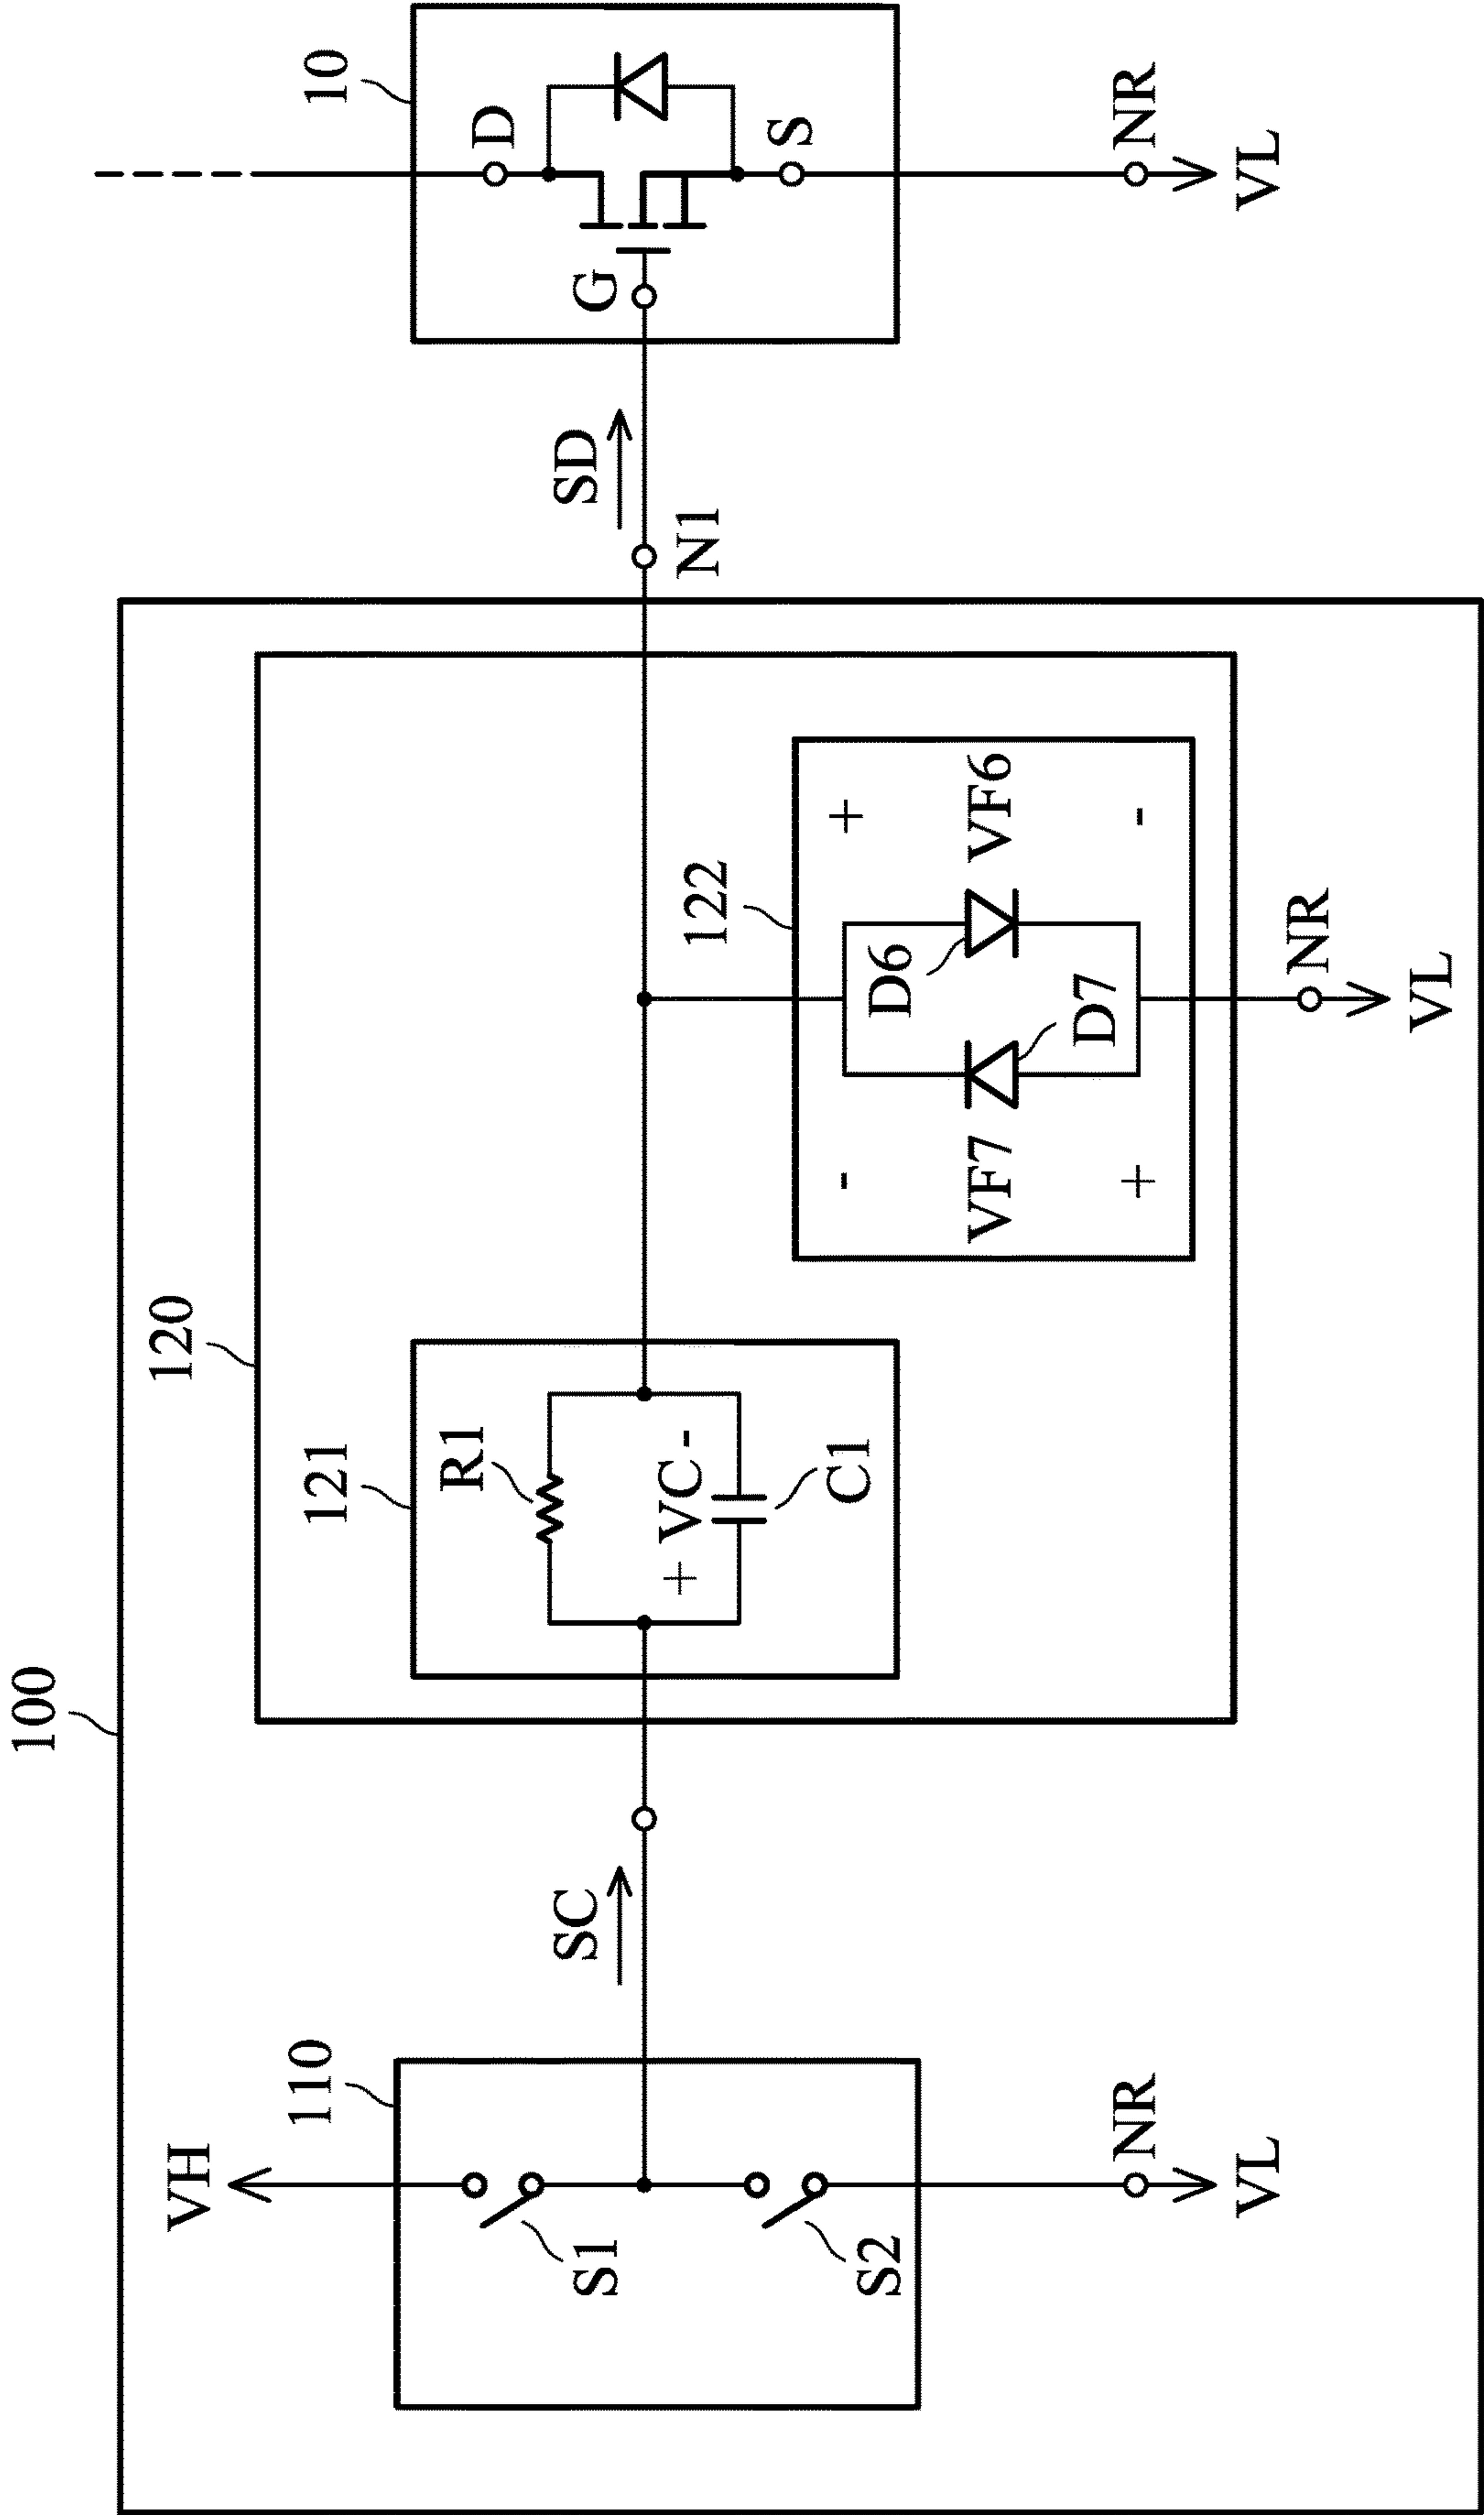 100
120
110
VH
S1
S2
NR
VL
SC
121
R1
+ VC -
C1
122
- +
VF7
D6
D7
VF6
+ -
NR
VL
N1
SD
10
D
G
S
NR
VL